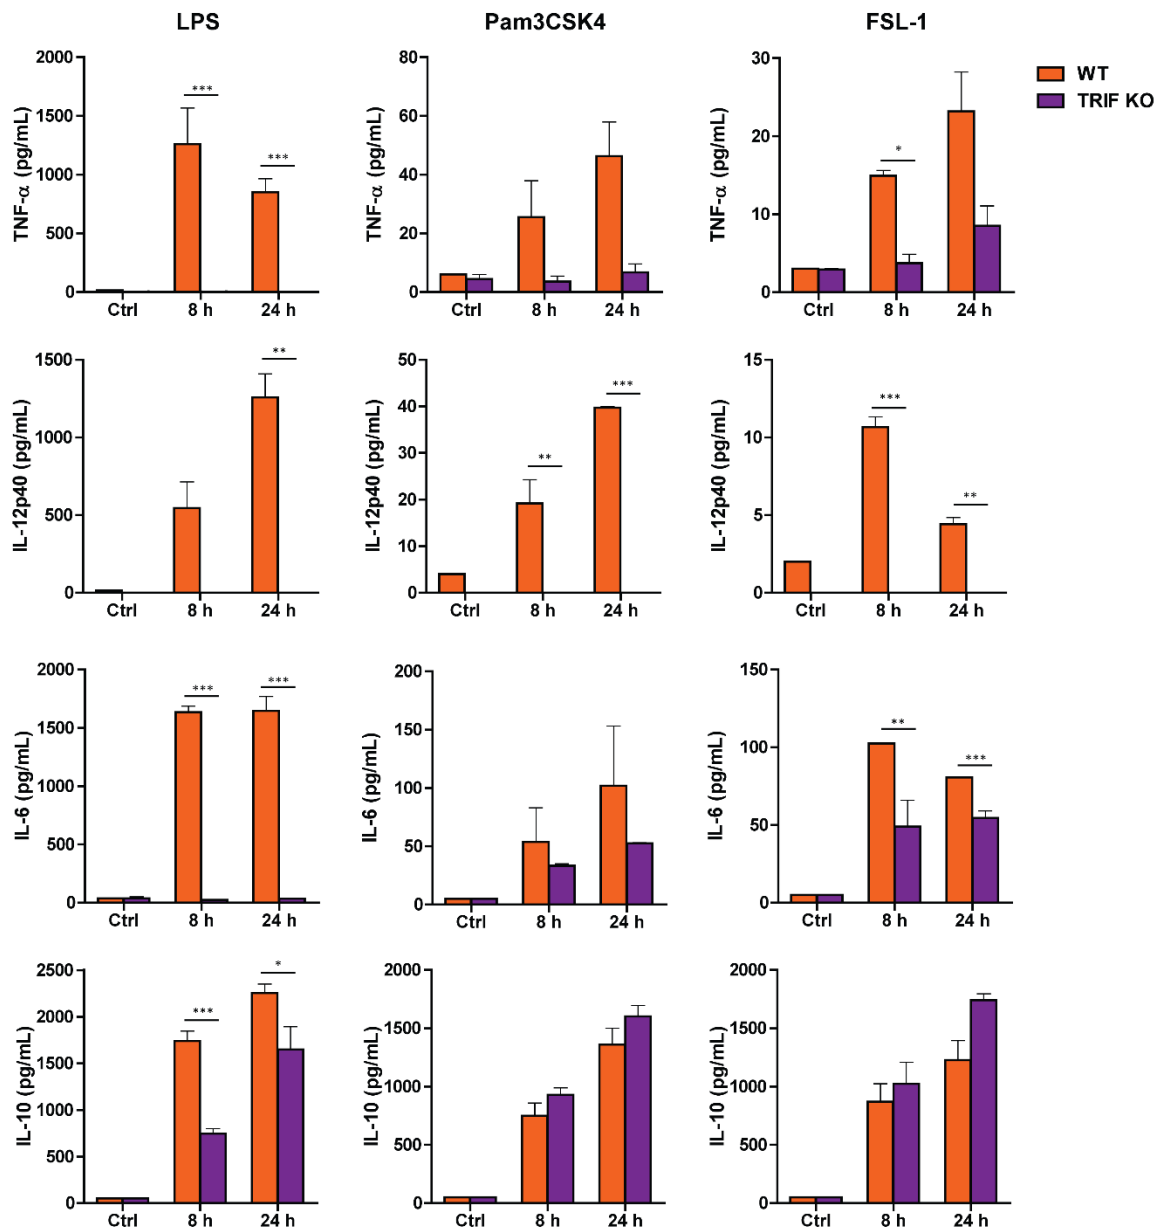 LPS
Pam3CSK4
FSL-1
WT
TRIF KO
TNF-α (pg/mL)
2000
1500
1000
500
0
***
***
Ctrl
8 h
24 h
TNF-α (pg/mL)
80
60
40
20
0
Ctrl
8 h
24 h
TNF-α (pg/mL)
30
20
10
0
*
Ctrl
8 h
24 h
IL-12p40 (pg/mL)
1500
1000
500
0
**
Ctrl
8 h
24 h
IL-12p40 (pg/mL)
50
40
30
20
10
0
**
***
Ctrl
8 h
24 h
IL-12p40 (pg/mL)
15
10
5
0
***
**
Ctrl
8 h
24 h
IL-6 (pg/mL)
2000
1500
1000
500
0
***
***
Ctrl
8 h
24 h
IL-6 (pg/mL)
200
150
100
50
0
Ctrl
8 h
24 h
IL-6 (pg/mL)
150
100
50
0
**
***
Ctrl
8 h
24 h
IL-10 (pg/mL)
2500
2000
1500
1000
500
0
***
*
Ctrl
8 h
24 h
IL-10 (pg/mL)
2000
1500
1000
500
0
Ctrl
8 h
24 h
IL-10 (pg/mL)
2000
1500
1000
500
0
Ctrl
8 h
24 h